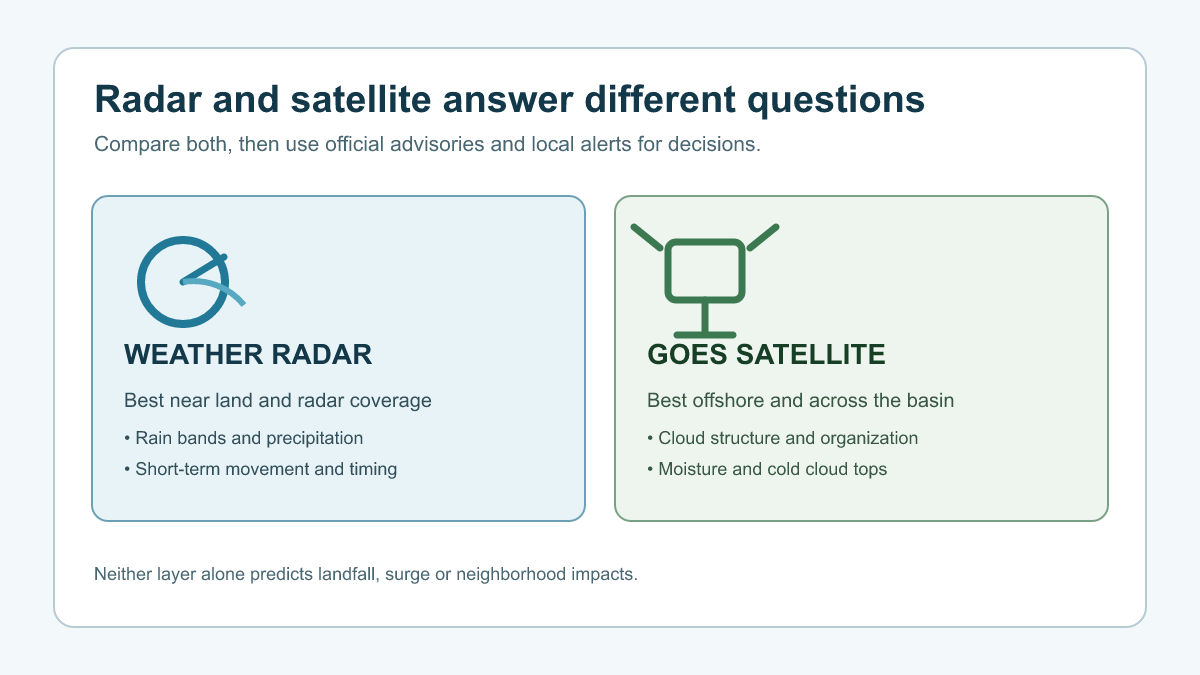 Radar and satellite answer different questions
Compare both, then use official advisories and local alerts for decisions.
WEATHER RADAR
Best near land and radar coverage
• Rain bands and precipitation
• Short-term movement and timing
GOES SATELLITE
Best offshore and across the basin
• Cloud structure and organization
• Moisture and cold cloud tops
Neither layer alone predicts landfall, surge or neighborhood impacts.